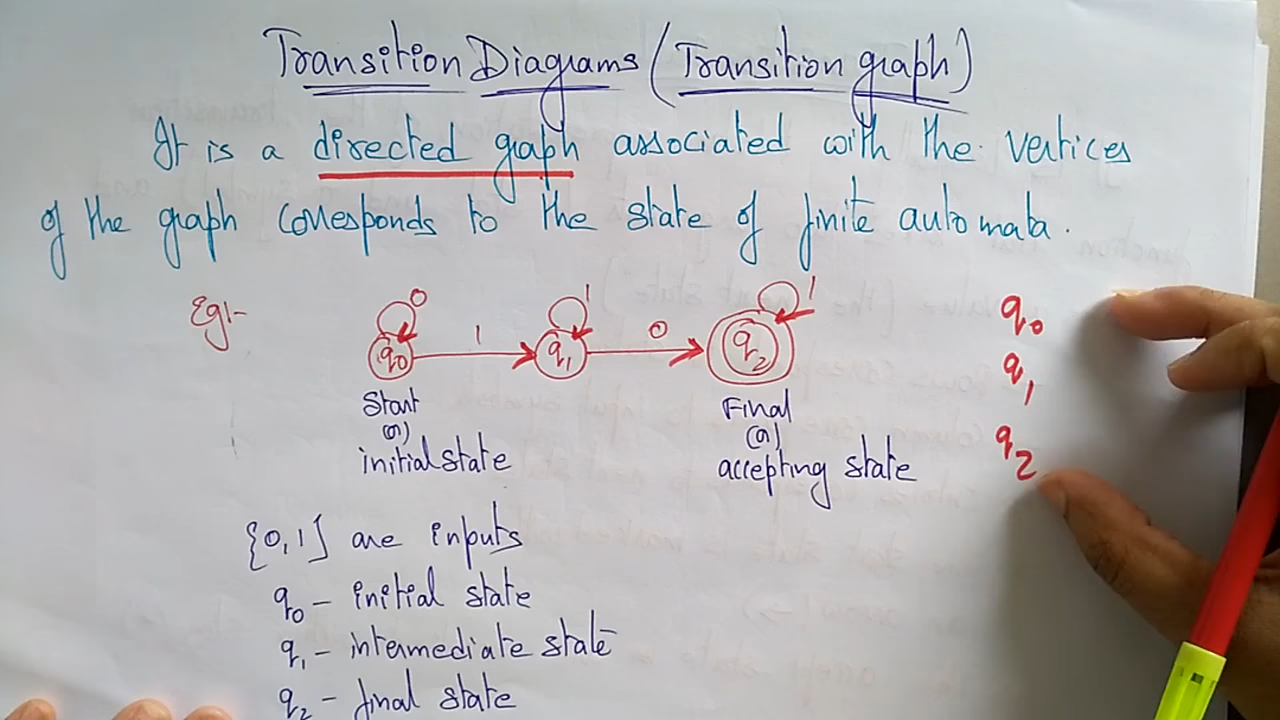 Transition Diagrams (Transition graph)
It is a directed graph associated with the vertices
of the graph corresponds to the state of finite automata.
Eg:-
0 1 1 0 1
q0 q1 q2
Start
(or)
initial state
Final
(or)
accepting state
q0
q1
q2
{0,1} are inputs
q0 - initial state
q1 - intermediate state
q2 - final state